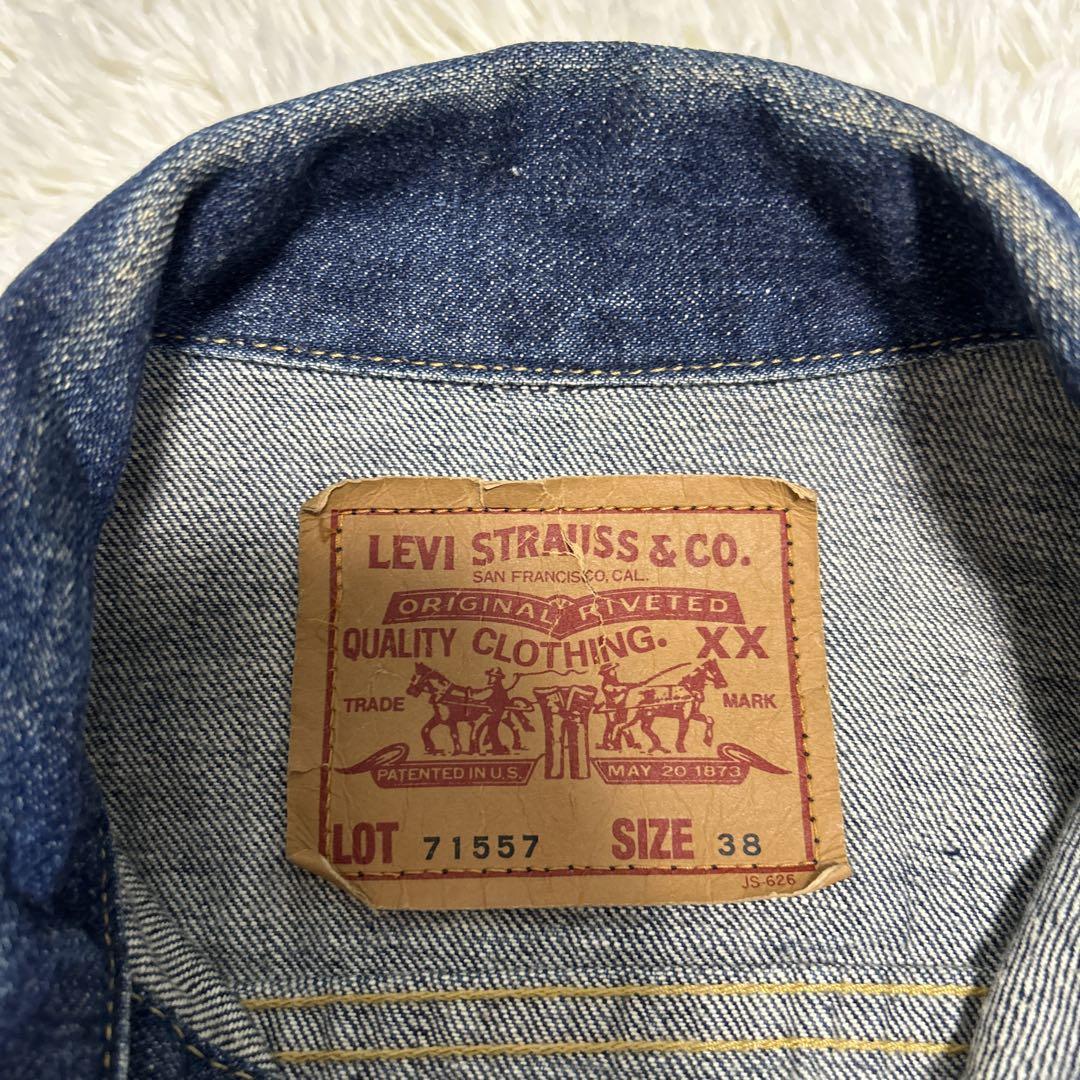 LEVI STRAUSS & CO.
SAN FRANCISCO, CAL.
ORIGINAL RIVETED
QUALITY CLOTHING. XX
TRADE MARK
PATENTED IN U.S. MAY 20 1873
LOT 71557 SIZE 38
JS-626